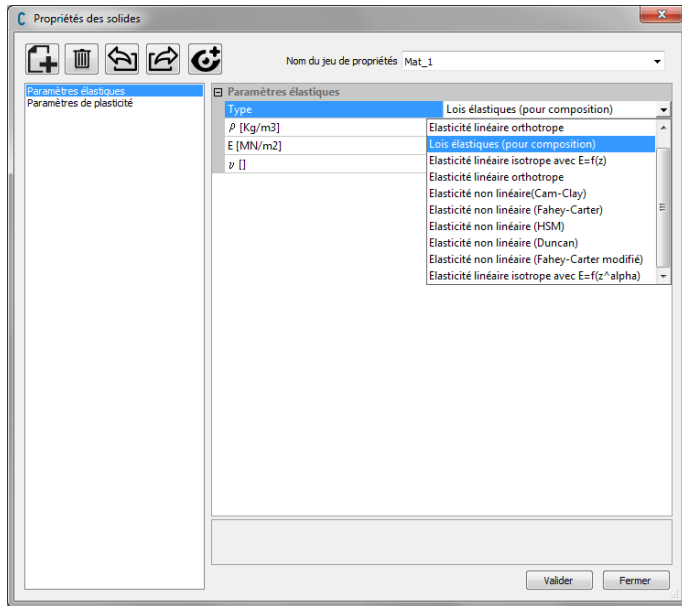 Propriétés des solides
Nom du jeu de propriétés Mat_1
Paramètres élastiques
Paramètres de plasticité
Paramètres élastiques
Type Lois élastiques (pour composition)
ρ [Kg/m3]
E [MN/m2]
ν []
Elasticité linéaire orthotrope
Lois élastiques (pour composition)
Elasticité linéaire isotrope avec E=f(z)
Elasticité linéaire orthotrope
Elasticité non linéaire(Cam-Clay)
Elasticité non linéaire (Fahey-Carter)
Elasticité non linéaire (HSM)
Elasticité non linéaire (Duncan)
Elasticité non linéaire (Fahey-Carter modifié)
Elasticité linéaire isotrope avec E=f(z^alpha)
Valider Fermer